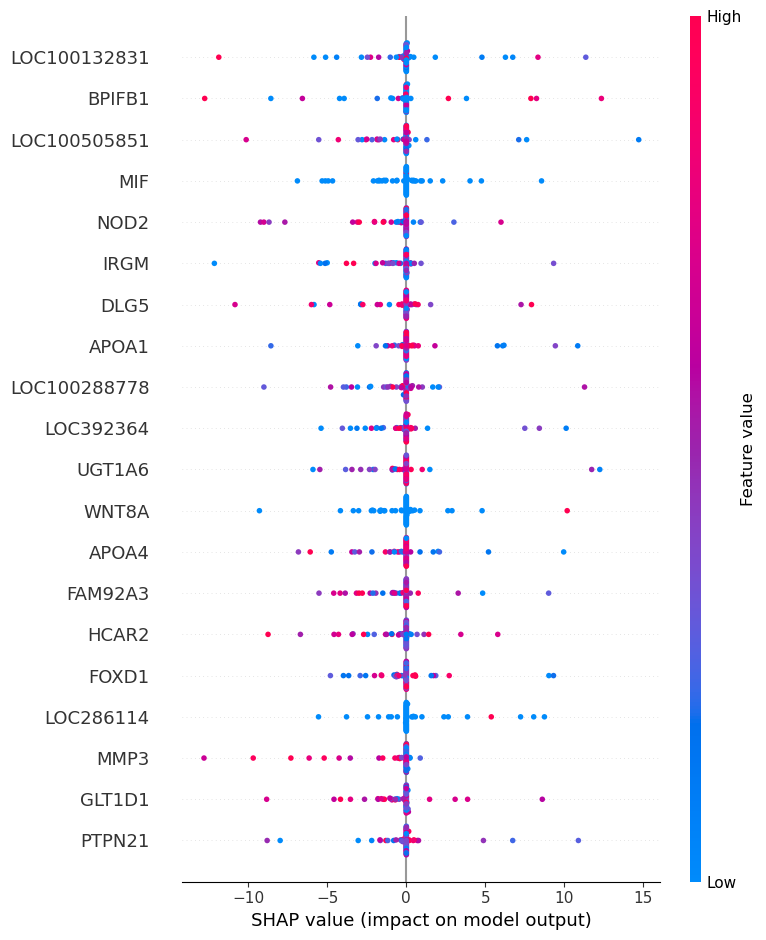 High
LOC100132831
BPIFB1
LOC100505851
MIF
NOD2
IRGM
DLG5
APOA1
LOC100288778
LOC392364
UGT1A6
WNT8A
APOA4
FAM92A3
HCAR2
FOXD1
LOC286114
MMP3
GLT1D1
PTPN21
Feature value
Low
−10 −5 0 5 10 15
SHAP value (impact on model output)